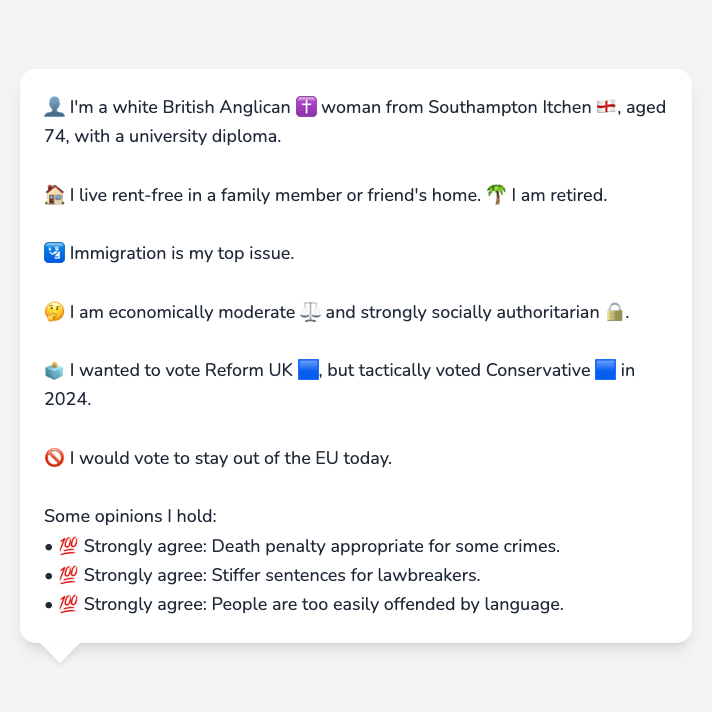 👤 I'm a white British Anglican ✝️ woman from Southampton Itchen 🏴󠁧󠁢󠁥󠁮󠁧󠁿, aged
74, with a university diploma.
🏠 I live rent-free in a family member or friend's home. 🌴 I am retired.
🛂 Immigration is my top issue.
🤔 I am economically moderate ⚖️ and strongly socially authoritarian 🔒.
🗳️ I wanted to vote Reform UK 🟦, but tactically voted Conservative 🟦 in
2024.
🚫 I would vote to stay out of the EU today.
Some opinions I hold:
• 💯 Strongly agree: Death penalty appropriate for some crimes.
• 💯 Strongly agree: Stiffer sentences for lawbreakers.
• 💯 Strongly agree: People are too easily offended by language.